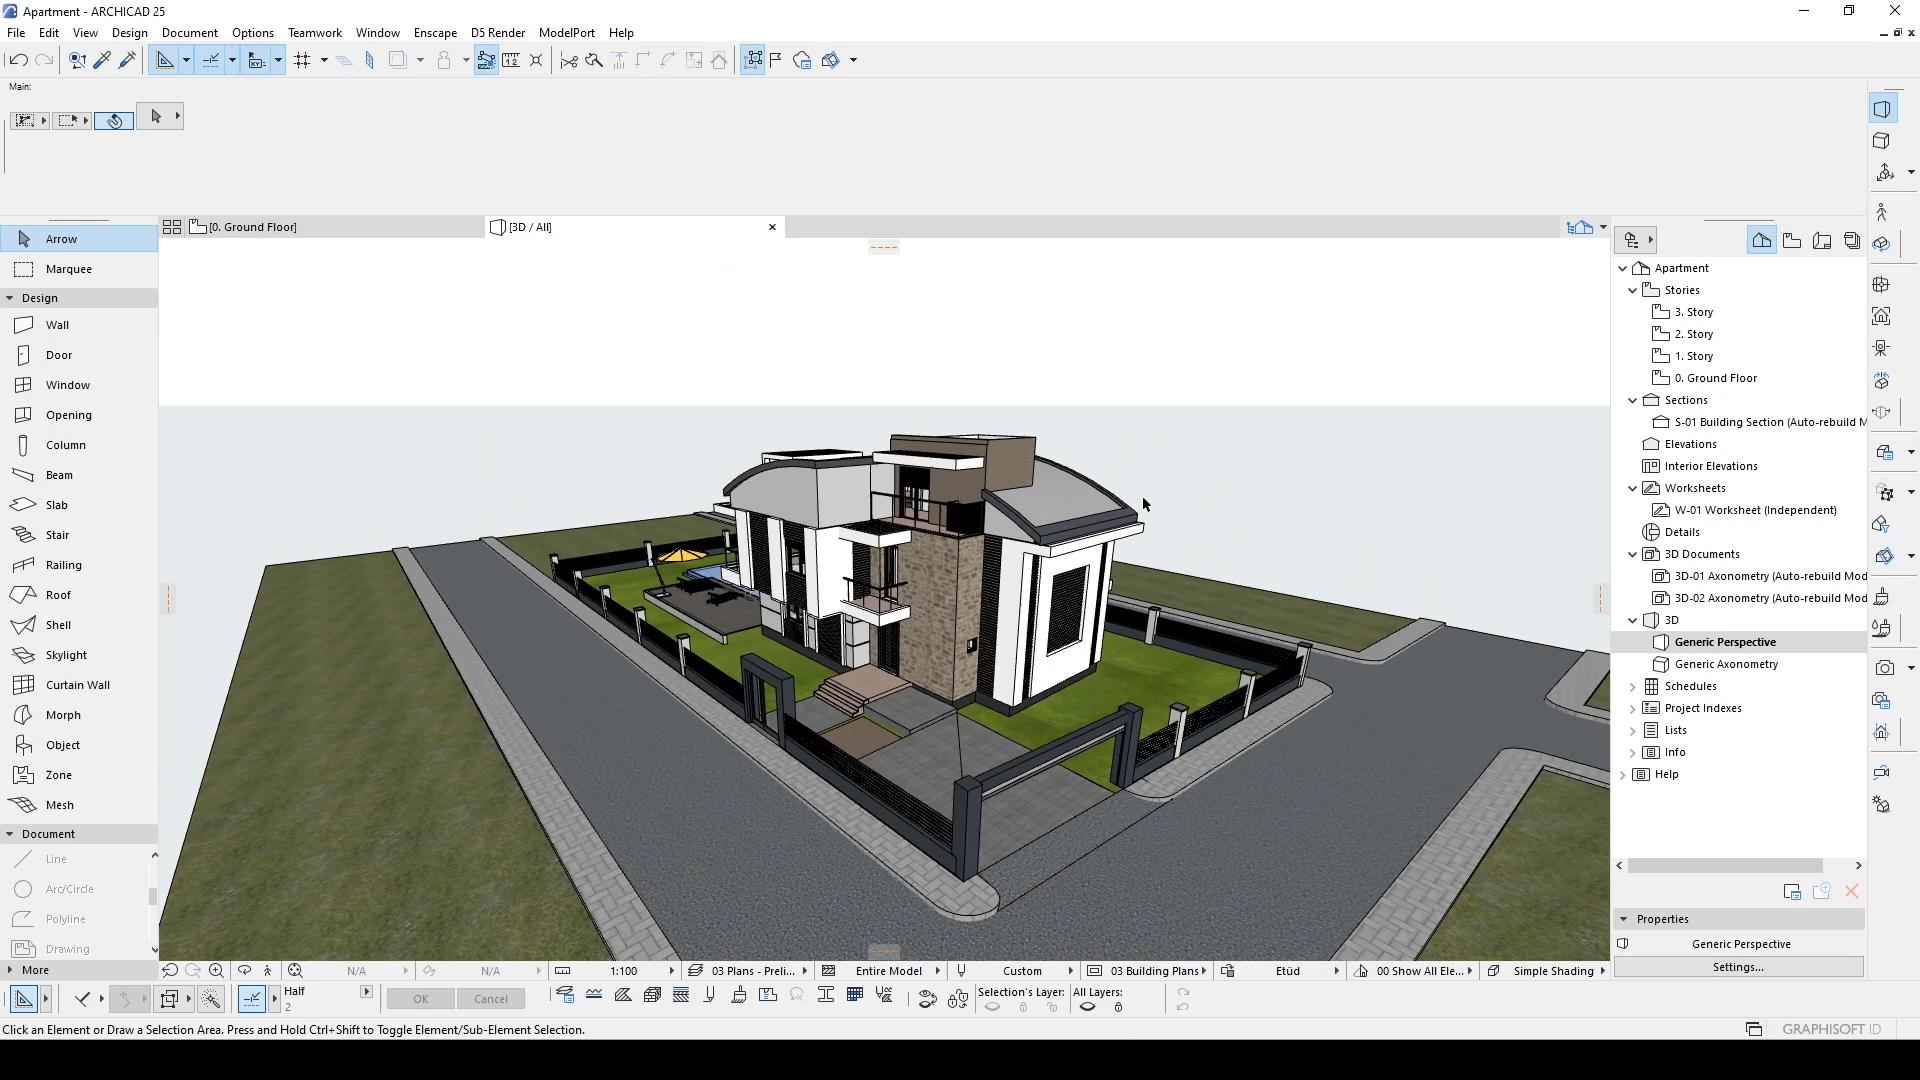 Apartment - ARCHICAD 25
File Edit View Design Document Options Teamwork Window Enscape D5 Render ModelPort Help
Main:
[0. Ground Floor]
[3D / All]
Arrow
Marquee
Design
Wall
Door
Window
Opening
Column
Beam
Slab
Stair
Railing
Roof
Shell
Skylight
Curtain Wall
Morph
Object
Zone
Mesh
Document
Line
Arc/Circle
Polyline
Drawing
More
Apartment
Stories
3. Story
2. Story
1. Story
0. Ground Floor
Sections
S-01 Building Section (Auto-rebuild M
Elevations
Interior Elevations
Worksheets
W-01 Worksheet (Independent)
Details
3D Documents
3D-01 Axonometry (Auto-rebuild Mod
3D-02 Axonometry (Auto-rebuild Mod
3D
Generic Perspective
Generic Axonometry
Schedules
Project Indexes
Lists
Info
Help
Properties
Generic Perspective
Settings...
N/A N/A 1:100 03 Plans - Preli... Entire Model Custom 03 Building Plans Etüd 00 Show All Ele... Simple Shading
Half
2
OK Cancel
Selection's Layer: All Layers:
Click an Element or Draw a Selection Area. Press and Hold Ctrl+Shift to Toggle Element/Sub-Element Selection.
GRAPHISOFT ID